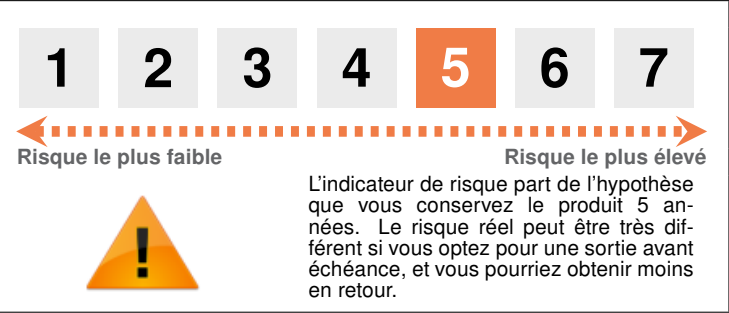 1 2 3 4 5 6 7
Risque le plus faible Risque le plus élevé
L'indicateur de risque part de l'hypothèse
que vous conservez le produit 5 an-
nées. Le risque réel peut être très dif-
férent si vous optez pour une sortie avant
échéance, et vous pourriez obtenir moins
en retour.